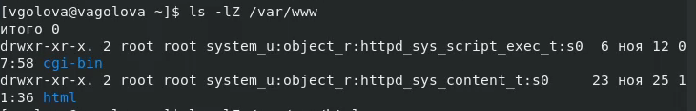 [vgolova@vagolova ~]$ ls -lZ /var/www
итого 0
drwxr-xr-x. 2 root root system_u:object_r:httpd_sys_script_exec_t:s0  6 ноя 12 0
7:58 cgi-bin
drwxr-xr-x. 2 root root system_u:object_r:httpd_sys_content_t:s0     23 ноя 25 1
1:36 html